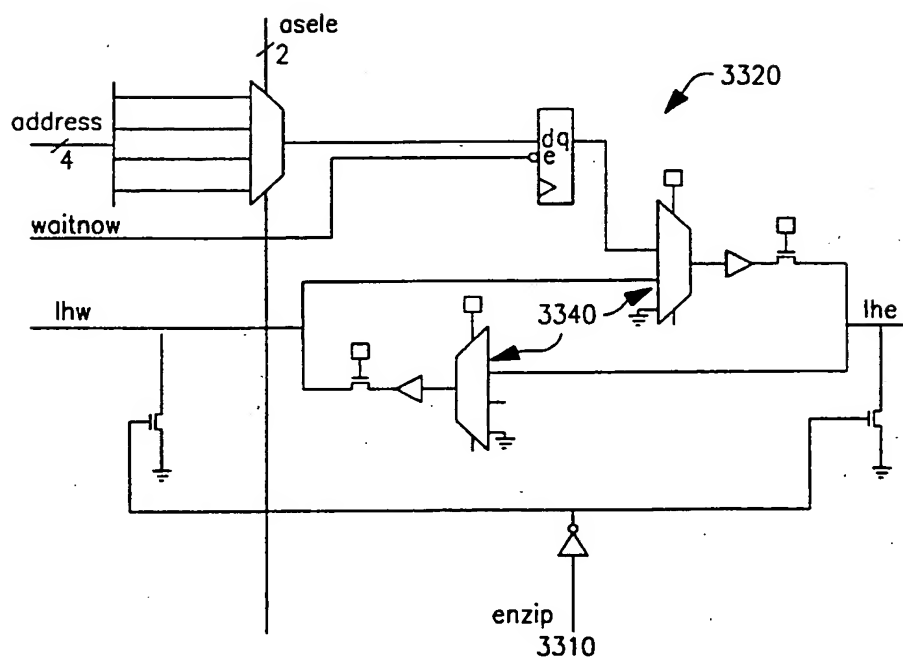 asele
2
3320
address
4
dq
e
waitnow
lhw
3340
lhe
enzip
3310